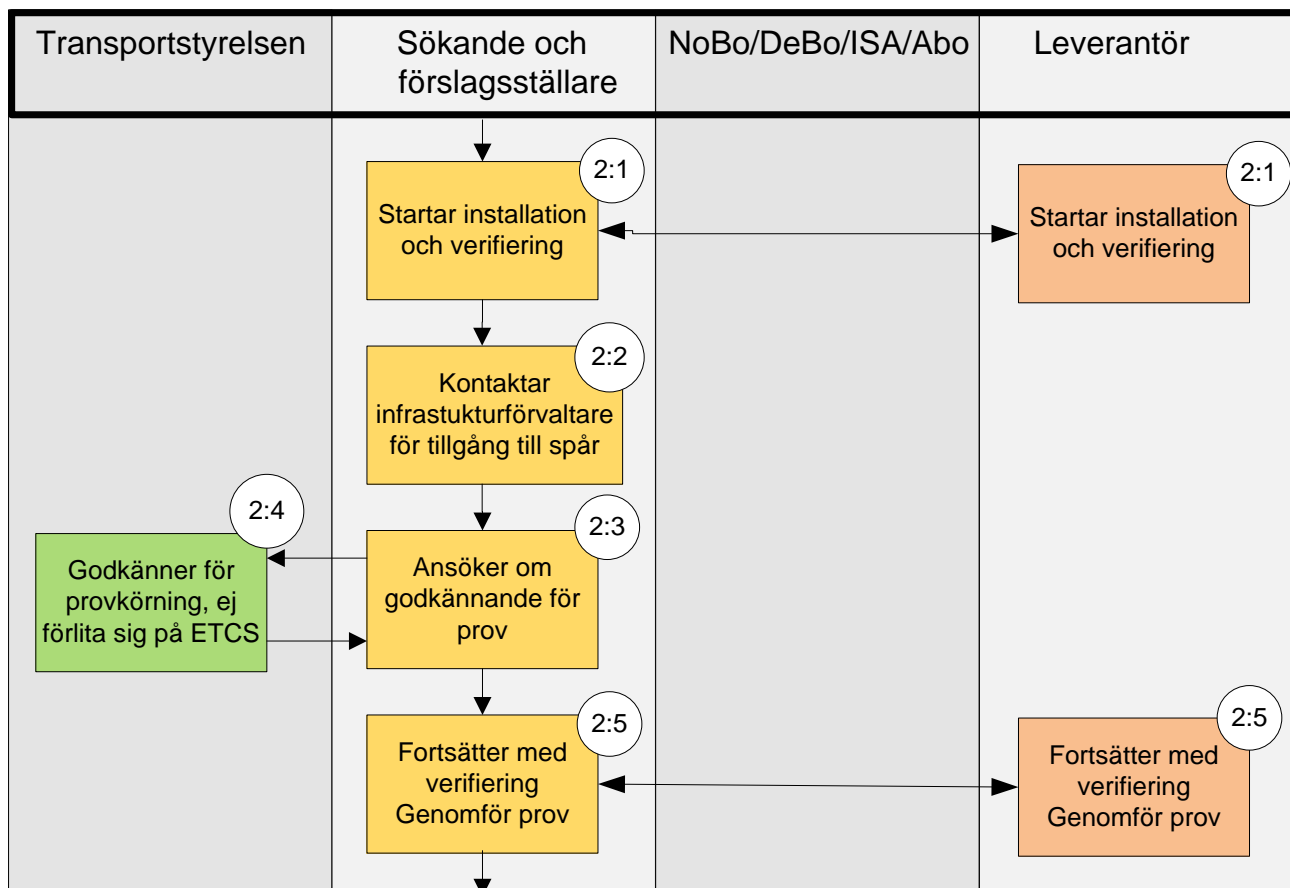 Transportstyrelsen
Sökande och
förslagsställare
NoBo/DeBo/ISA/Abo
Leverantör
2:1
Startar installation
och verifiering
2:1
Startar installation
och verifiering
2:2
Kontaktar
infrastukturförvaltare
för tillgång till spår
2:4
Godkänner för
provkörning, ej
förlita sig på ETCS
2:3
Ansöker om
godkännande för
prov
2:5
Fortsätter med
verifiering
Genomför prov
2:5
Fortsätter med
verifiering
Genomför prov